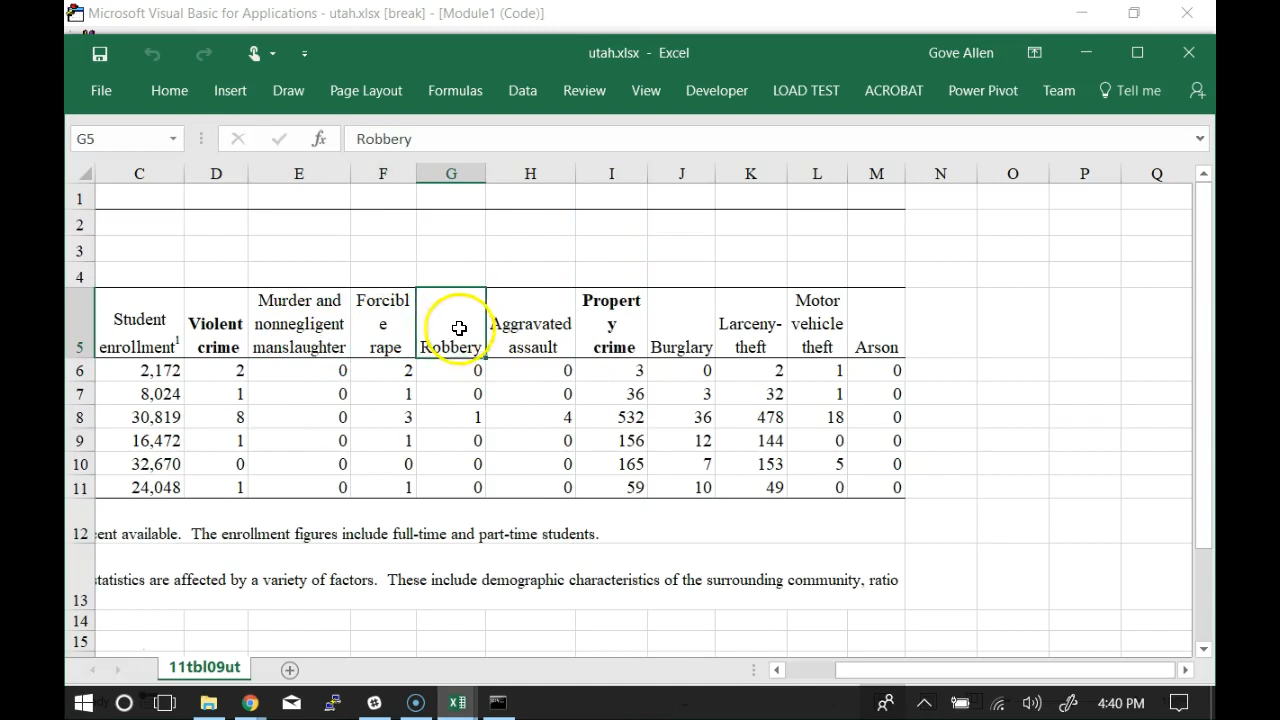 Microsoft Visual Basic for Applications - utah.xlsx [break] - [Module1 (Code)]
utah.xlsx - Excel
Gove Allen
File Home Insert Draw Page Layout Formulas Data Review View Developer LOAD TEST ACROBAT Power Pivot Team Tell me
G5
fx
Robbery
C D E F G H I J K L M N O P Q
1
2
3
4
Murder and Forcibl Propert Motor
Student Violent nonnegligent e Aggravated y Larceny- vehicle
5 enrollment1 crime manslaughter rape Robbery assault crime Burglary theft theft Arson
6 2,172 2 0 2 0 0 3 0 2 1 0
7 8,024 1 0 1 0 0 36 3 32 1 0
8 30,819 8 0 3 1 4 532 36 478 18 0
9 16,472 1 0 1 0 0 156 12 144 0 0
10 32,670 0 0 0 0 0 165 7 153 5 0
11 24,048 1 0 1 0 0 59 10 49 0 0
12 cent available. The enrollment figures include full-time and part-time students.
statistics are affected by a variety of factors. These include demographic characteristics of the surrounding community, ratio
13
14
15
11tbl09ut
4:40 PM